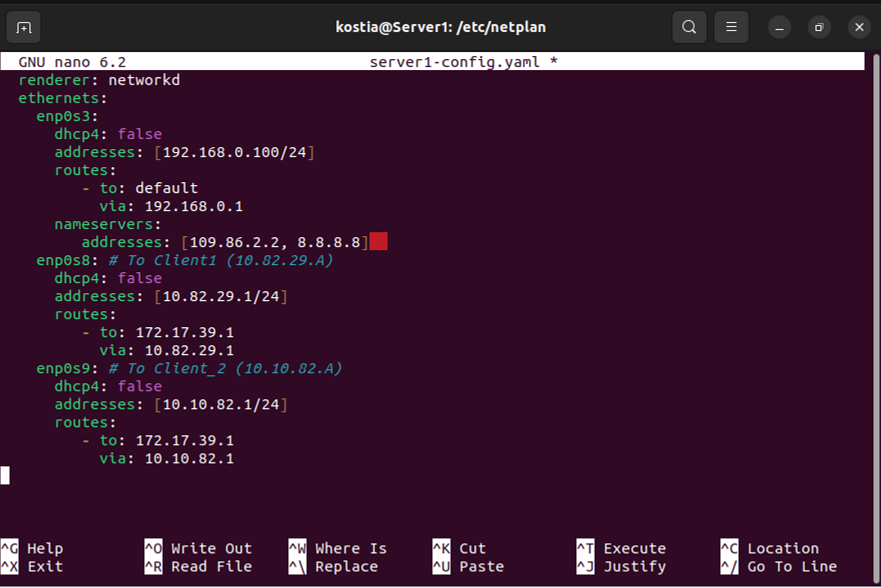 kostia@Server1: /etc/netplan
GNU nano 6.2 server1-config.yaml *
renderer: networkd
ethernets:
enp0s3:
dhcp4: false
addresses: [192.168.0.100/24]
routes:
- to: default
via: 192.168.0.1
nameservers:
addresses: [109.86.2.2, 8.8.8.8]
enp0s8: # To Client1 (10.82.29.A)
dhcp4: false
addresses: [10.82.29.1/24]
routes:
- to: 172.17.39.1
via: 10.82.29.1
enp0s9: # To Client_2 (10.10.82.A)
dhcp4: false
addresses: [10.10.82.1/24]
routes:
- to: 172.17.39.1
via: 10.10.82.1
^G Help ^O Write Out ^W Where Is ^K Cut ^T Execute ^C Location
^X Exit ^R Read File ^\ Replace ^U Paste ^J Justify ^/ Go To Line